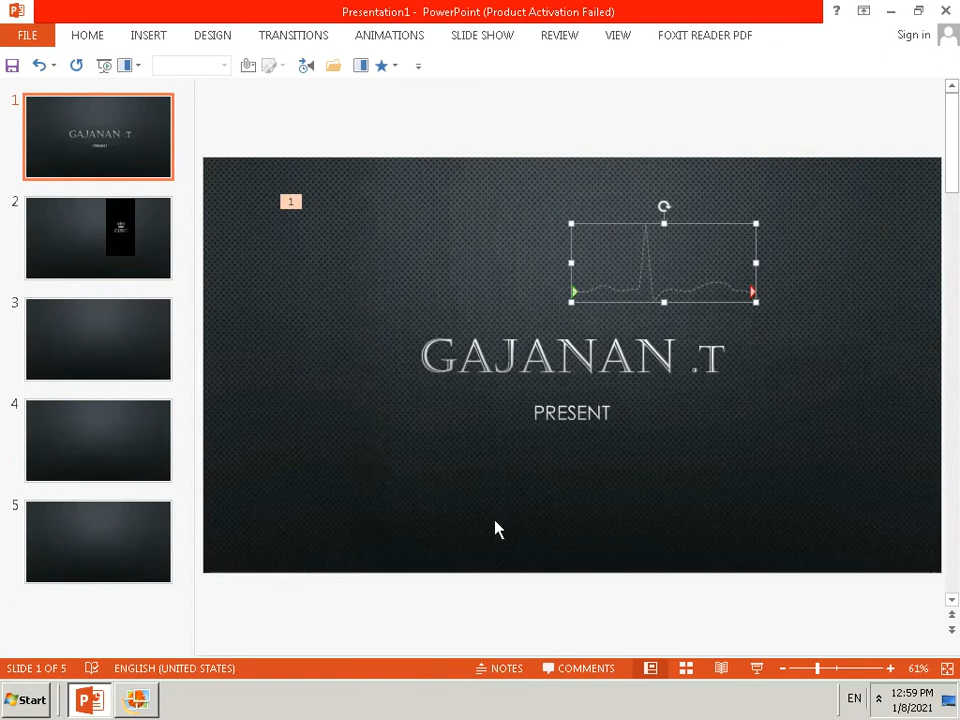 Presentation1 - PowerPoint (Product Activation Failed)
?
FILE HOME INSERT DESIGN TRANSITIONS ANIMATIONS SLIDE SHOW REVIEW VIEW FOXIT READER PDF Sign in
1
GAJANAN .T
PRESENT
2
3
4
5
1
GAJANAN .T
PRESENT
SLIDE 1 OF 5 ENGLISH (UNITED STATES) NOTES COMMENTS 61%
Start EN 12:59 PM
1/8/2021